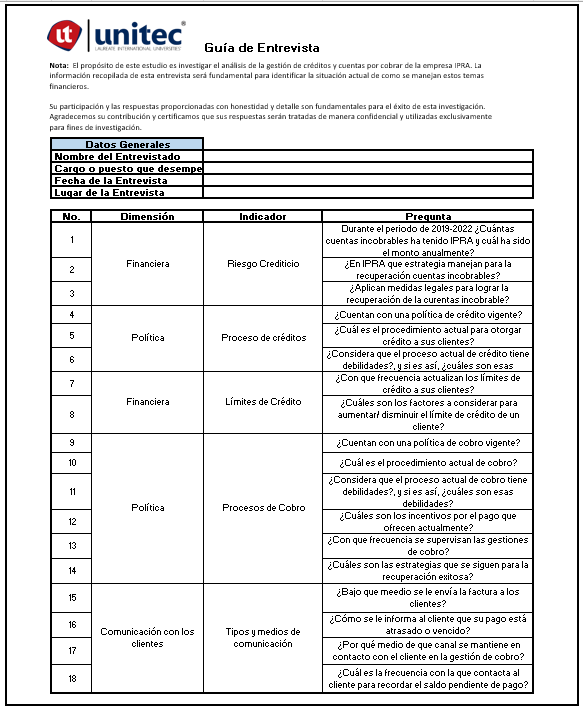 unitec®
LAUREATE INTERNATIONAL UNIVERSITIES
Guía de Entrevista
Nota: El propósito de este estudio es investigar el análisis de la gestión de créditos y cuentas por cobrar de la empresa IPRA. La
información recopilada de esta entrevista será fundamental para identificar la situación actual de como se manejan estos temas
financieros.
Su participación y las respuestas proporcionadas con honestidad y detalle son fundamentales para el éxito de esta investigación.
Agradecemos su contribución y certificamos que sus respuestas serán tratadas de manera confidencial y utilizadas exclusivamente
para fines de investigación.
Datos Generales
Nombre del Entrevistado
Cargo o puesto que desempe
Fecha de la Entrevista
Lugar de la Entrevista
No. Dimensión Indicador Pregunta
1 Financiera Riesgo Crediticio Durante el periodo de 2019-2022 ¿Cuántas
cuentas incobrables ha tenido IPRA y cuál ha sido
el monto anualmente?
2 ¿En IPRA que estrategia manejan para la
recuperación cuentas incobrables?
3 ¿Aplican medidas legales para lograr la
recuperación de la curentas incobrable?
4 Política Proceso de créditos ¿Cuentan con una política de crédito vigente?
5 ¿Cuál es el procedimiento actual para otorgar
crédito a sus clientes?
6 ¿Considera que el proceso actual de crédito tiene
debilidades?, y si es así, ¿cuáles son esas
7 Financiera Límites de Crédito ¿Con que frecuencia actualizan los límites de
crédito a sus clientes?
8 ¿Cuáles son los factores a considerar para
aumentar/ disminuir el límite de crédito de un
cliente?
9 Política Procesos de Cobro ¿Cuentan con una política de cobro vigente?
10 ¿Cuál es el procedimiento actual de cobro?
11 ¿Considera que el proceso actual de cobro tiene
debilidades?, y si es así, ¿cuáles son esas
debilidades?
12 ¿Cuáles son los incentivos por el pago que
ofrecen actualmente?
13 ¿Con que frecuencia se supervisan las gestiones
de cobro?
14 ¿Cuáles son las estrategias que se siguen para la
recuperación exitosa?
15 Comunicación con los clientes Tipos y medios de comunicación ¿Bajo que meedio se le envía la factura a los
clientes?
16 ¿Cómo se le informa al cliente que su pago está
atrasado o vencido?
17 ¿Por qué medio de que canal se mantiene en
contacto con el cliente en la gestión de cobro?
18 ¿Cuál es la frecuencia con la que contacta al
cliente para recordar el saldo pendiente de pago?